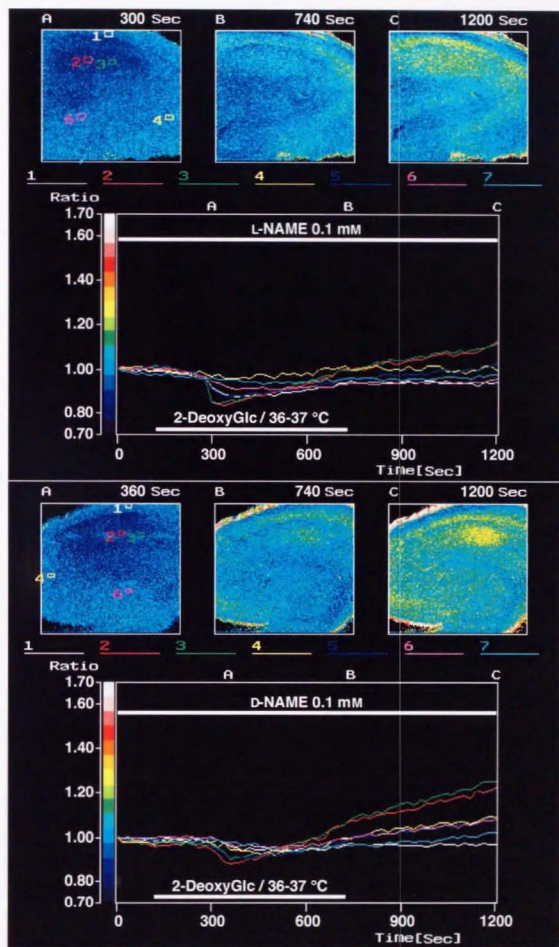 A 300 Sec B 740 Sec C 1200 Sec
1
2 3
6 4
1 2 3 4 5 6 7
Ratio
A B C
1.70
1.60
L-NAME 0.1 mM
1.40
1.20
1.00
0.80
2-DeoxyGlc / 36-37 °C
0.70
0 300 600 900 1200
Time[Sec]
A 360 Sec B 740 Sec C 1200 Sec
1
2 3
4
6
1 2 3 4 5 6 7
Ratio
A B C
1.70
1.60
D-NAME 0.1 mM
1.40
1.20
1.00
0.80
2-DeoxyGlc / 36-37 °C
0.70
0 300 600 900 1200
Time[Sec]